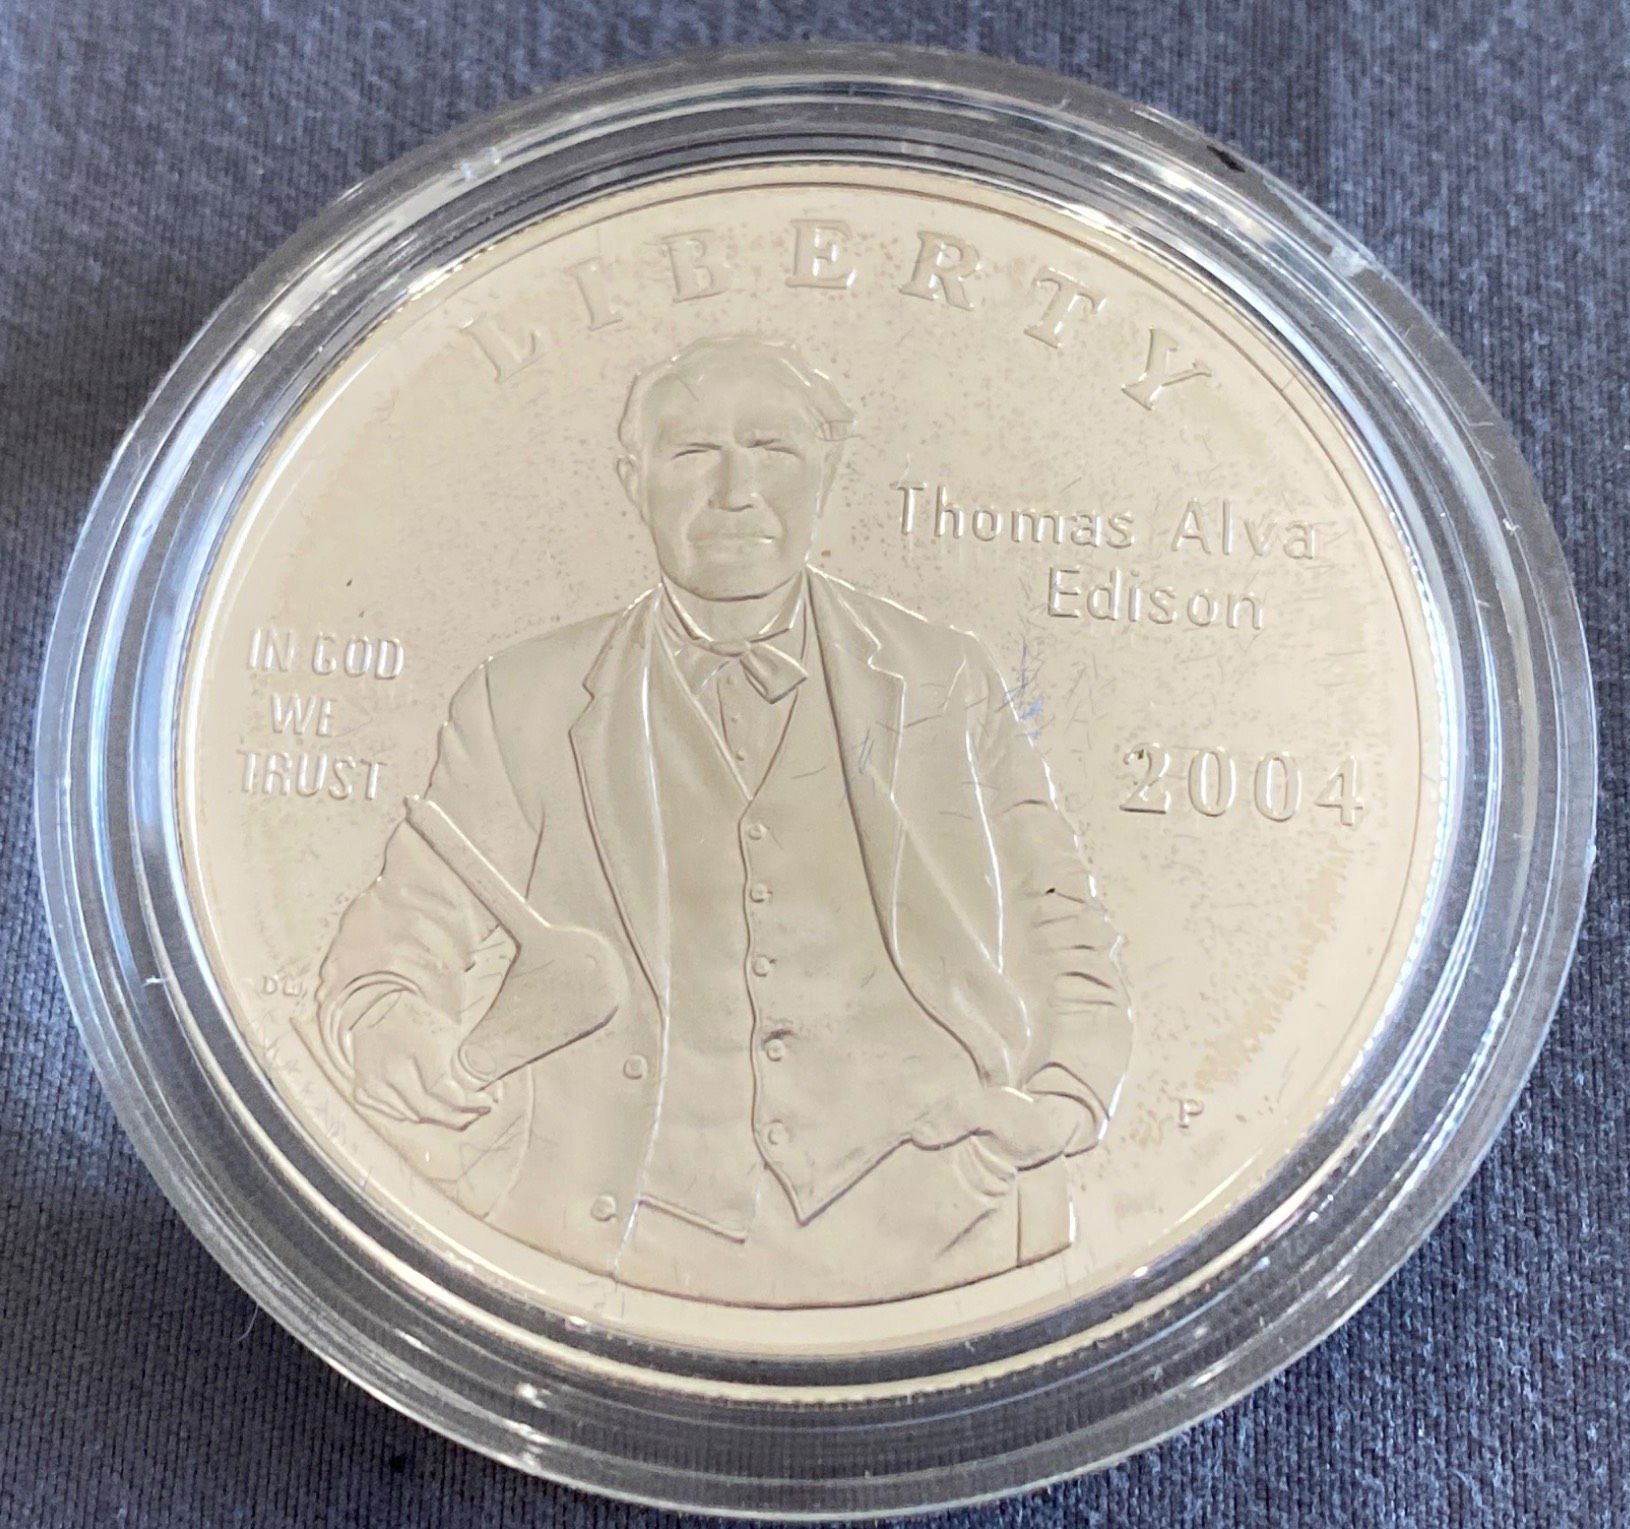 LIBERTY
Thomas Alva
Edison
IN GOD
WE
TRUST
2004
P